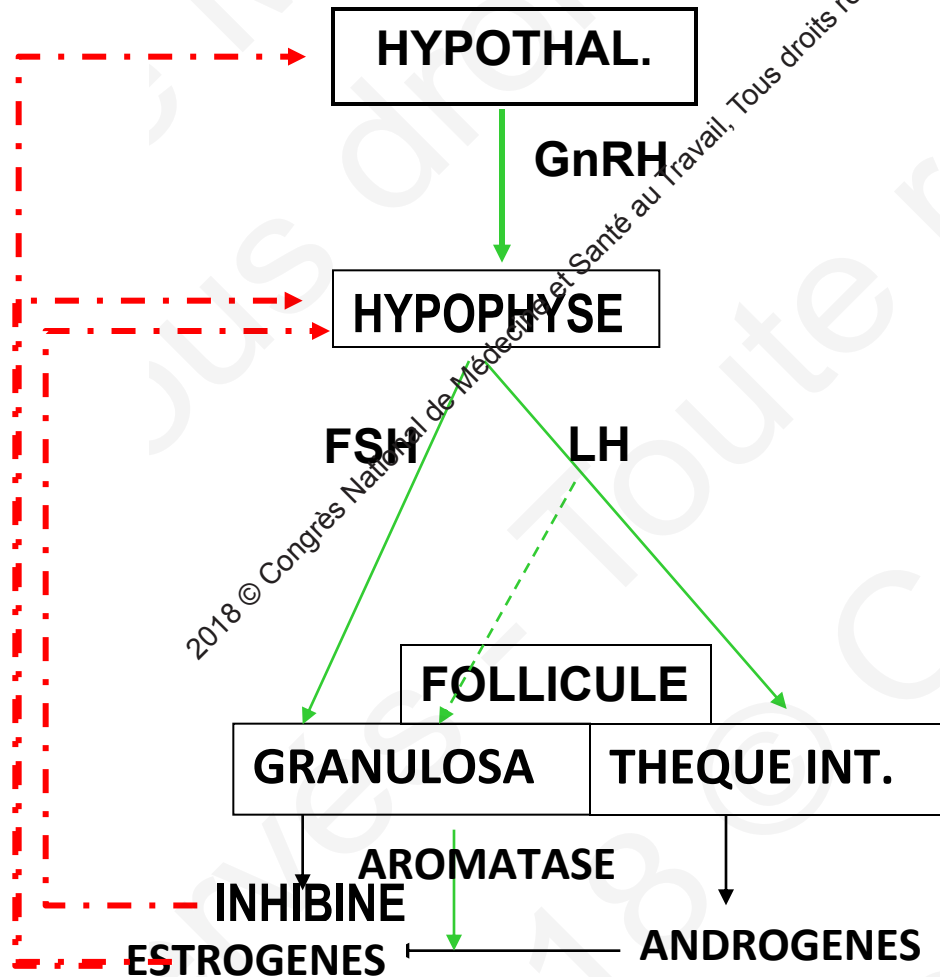 HYPOTHAL.
GnRH
HYPOPHYSE
FSH
LH
2018 © Congrès National de Médecine et Santé au Travail, Tous droits
FOLLICULE
GRANULOSA
THEQUE INT.
AROMATASE
INHIBINE
ESTROGENES
ANDROGENES